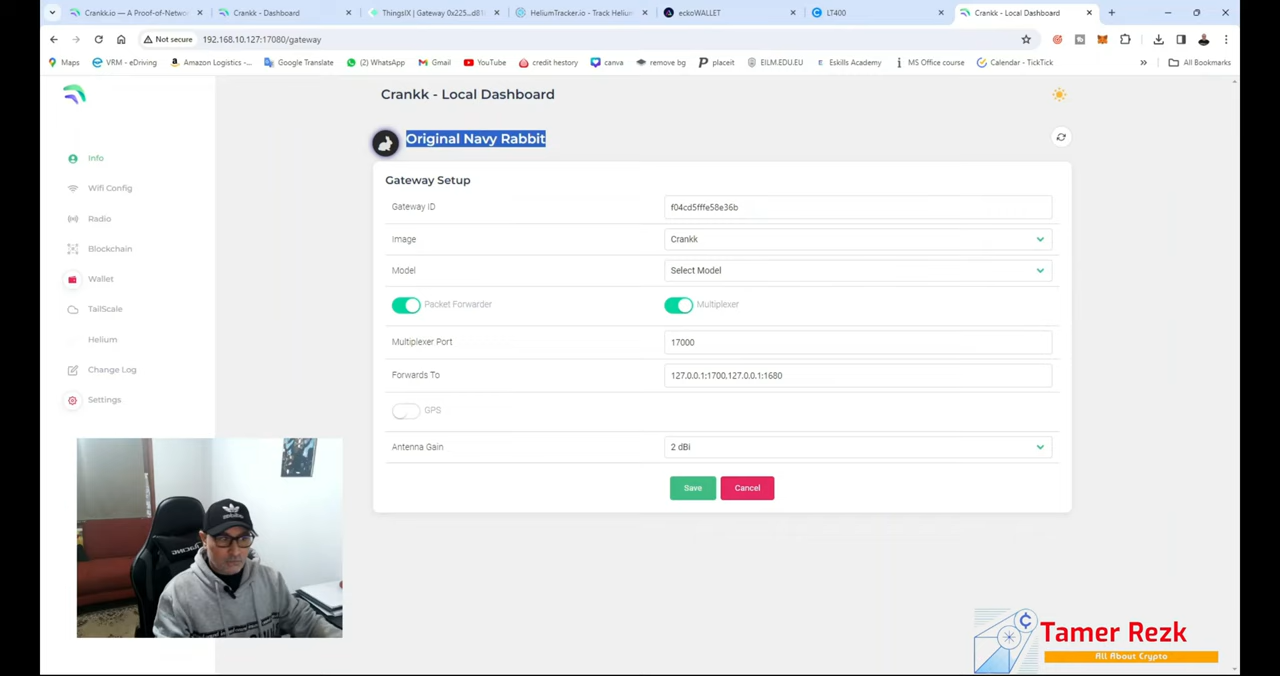 Crankk.io — A Proof-of-Netwo
Crankk - Dashboard
ThingsIX | Gateway 0x225...d81
HeliumTracker.io - Track Helium
eckoWALLET
LT400
Crankk - Local Dashboard
Not secure
192.168.10.127:17080/gateway
Maps
VRM - eDriving
Amazon Logistics -...
Google Translate
(2) WhatsApp
Gmail
YouTube
credit hestory
canva
remove bg
placeit
EILM.EDU.EU
Eskills Academy
MS Office course
Calendar - TickTick
»
All Bookmarks
Crankk - Local Dashboard
Original Navy Rabbit
Info
Wifi Config
Radio
Blockchain
Wallet
TailScale
Helium
Change Log
Settings
Gateway Setup
Gateway ID
f04cd5fffe58e36b
Image
Crankk
Model
Select Model
Packet Forwarder
Multiplexer
Multiplexer Port
17000
Forwards To
127.0.0.1:1700,127.0.0.1:1680
GPS
Antenna Gain
2 dBi
Save
Cancel
Tamer Rezk
All About Crypto